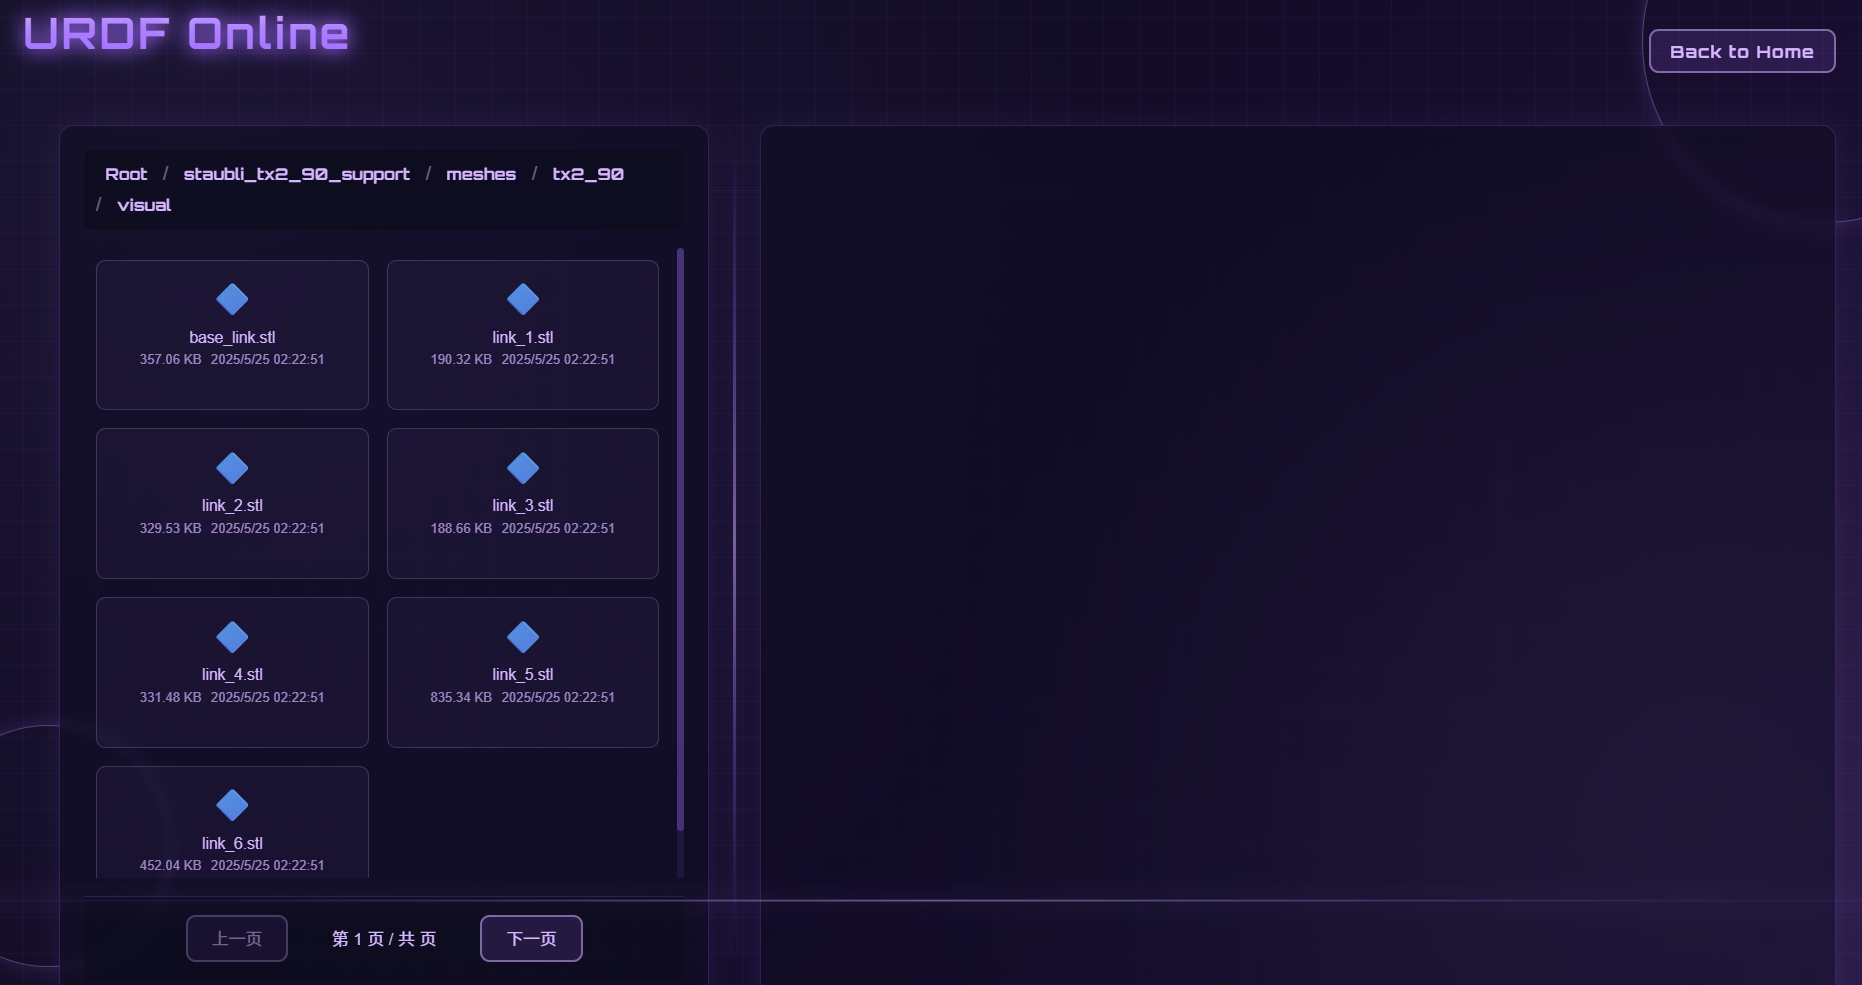 URDF Online
Back to Home
Root / staubli_tx2_90_support / meshes / tx2_90
/ visual
base_link.stl
357.06 KB 2025/5/25 02:22:51
link_1.stl
190.32 KB 2025/5/25 02:22:51
link_2.stl
329.53 KB 2025/5/25 02:22:51
link_3.stl
188.66 KB 2025/5/25 02:22:51
link_4.stl
331.48 KB 2025/5/25 02:22:51
link_5.stl
835.34 KB 2025/5/25 02:22:51
link_6.stl
452.04 KB 2025/5/25 02:22:51
上一页 第 1 页 / 共 页 下一页